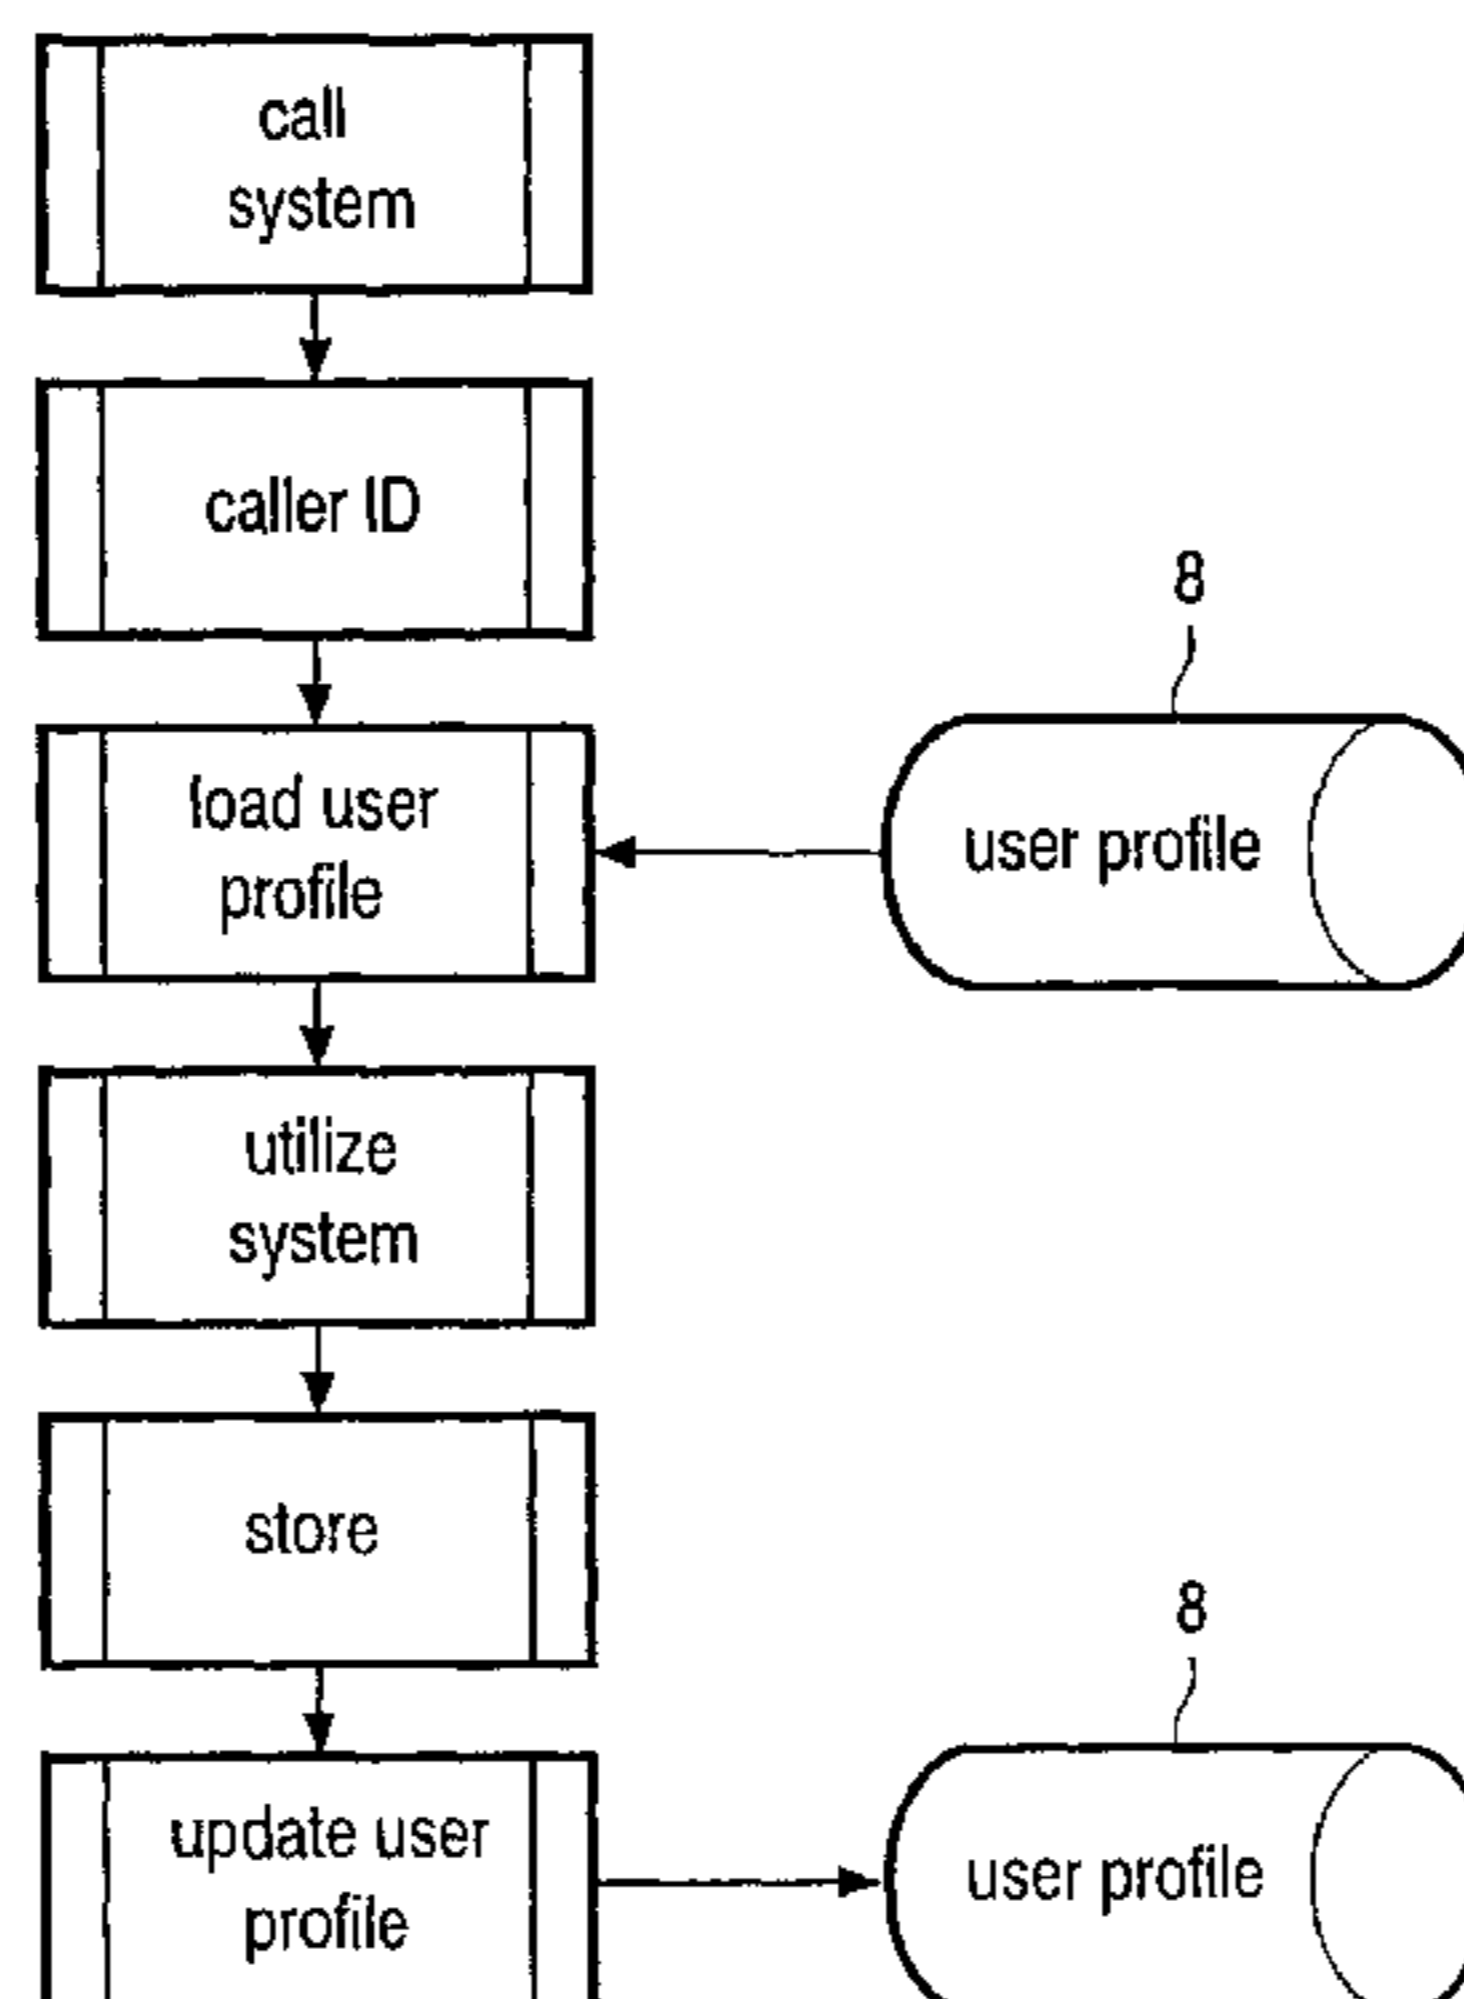 call
system
caller ID
8
load user
profile
user profile
utilize
system
store
8
update user
profile
user profile